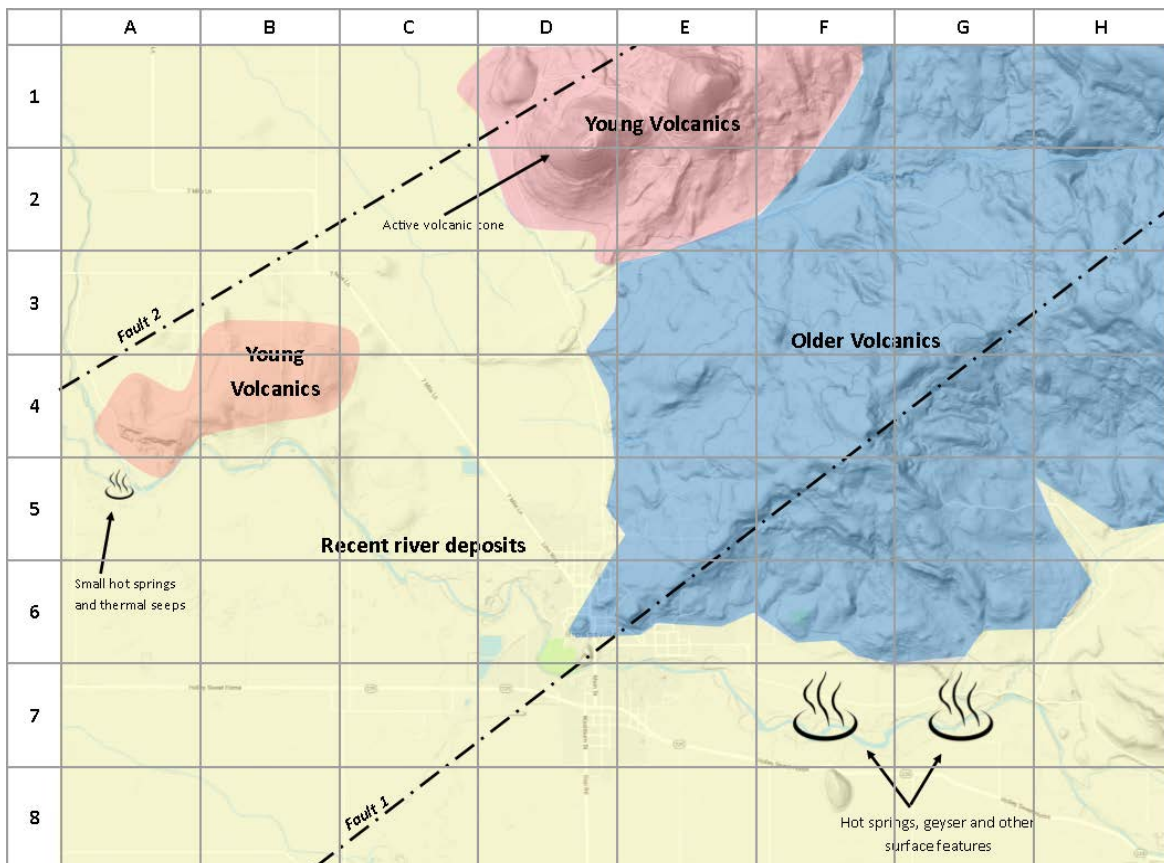 A B C D E F G H
1
Young Volcanics
2
Active volcanic cone
3
Fault 2
Older Volcanics
Young
Volcanics
4
5
Recent river deposits
Small hot springs
and thermal seeps
6
7
8
Fault 1
Hot springs, geyser and other
surface features